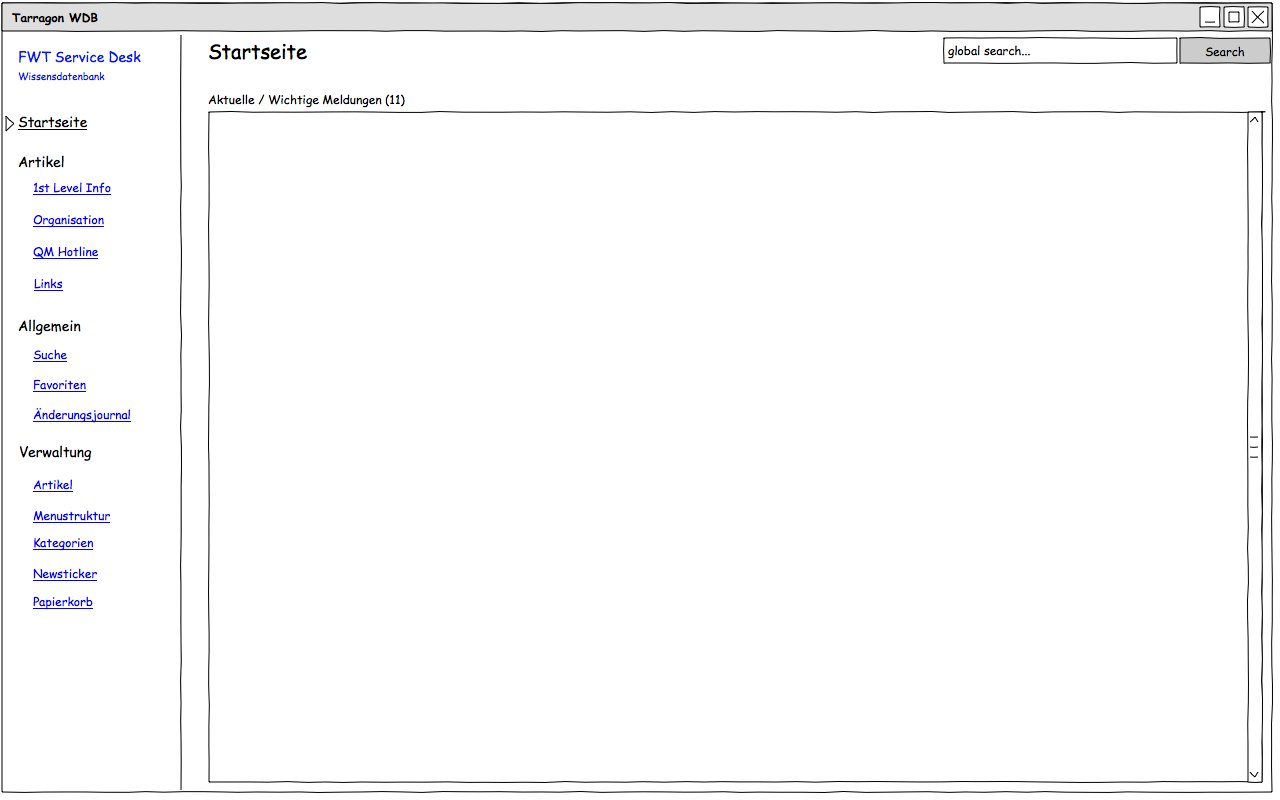 Tarragon WDB
FWT Service Desk
Wissensdatenbank
Startseite
Artikel
1st Level Info
Organisation
QM Hotline
Links
Allgemein
Suche
Favoriten
Änderungsjournal
Verwaltung
Artikel
Menustruktur
Kategorien
Newsticker
Papierkorb
Startseite
global search...
Search
Aktuelle / Wichtige Meldungen (11)